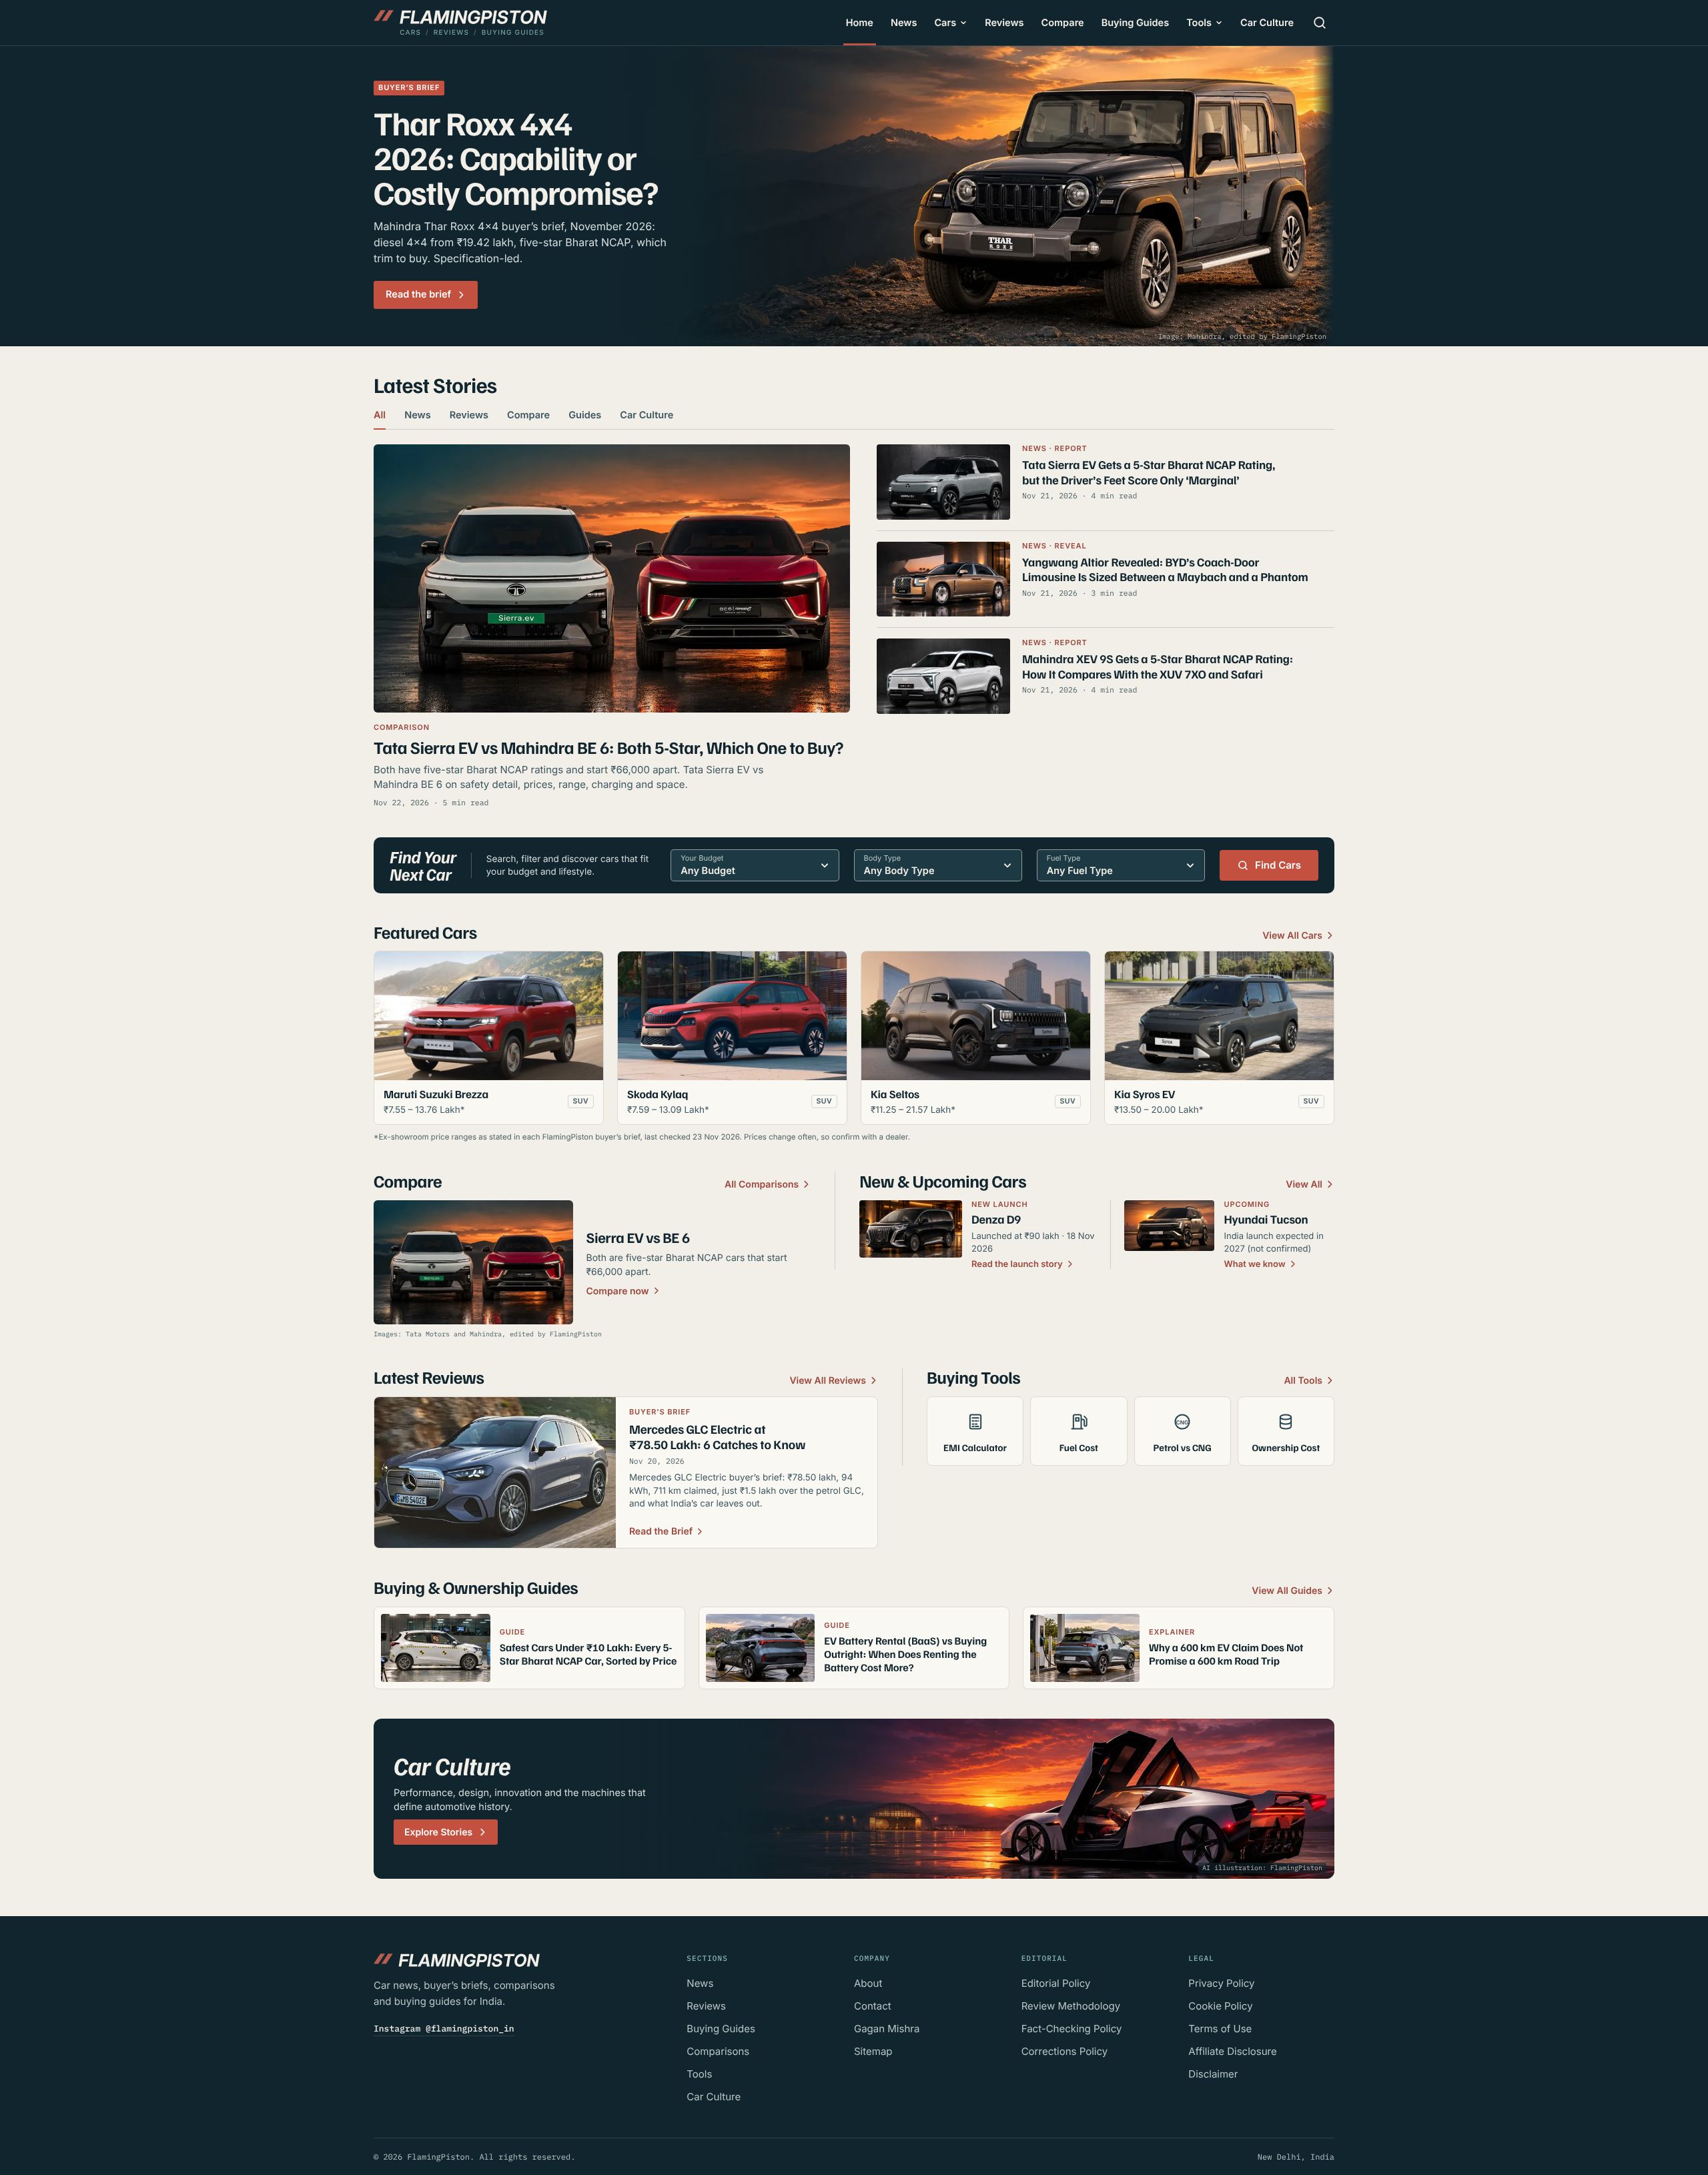 FLAMINGPISTON
CARS / REVIEWS / BUYING GUIDES
Home
News
Cars
Reviews
Compare
Buying Guides
Tools
Car Culture
BUYER'S BRIEF
Thar Roxx 4x4
2026: Capability or
Costly Compromise?
Mahindra Thar Roxx 4×4 buyer's brief, November 2026:
diesel 4×4 from ₹19.42 lakh, five-star Bharat NCAP, which
trim to buy. Specification-led.
Read the brief
THAR
ROXX
Image: Mahindra, edited by FlamingPiston
Latest Stories
All
News
Reviews
Compare
Guides
Car Culture
Sierra.ev
COMPARISON
Tata Sierra EV vs Mahindra BE 6: Both 5-Star, Which One to Buy?
Both have five-star Bharat NCAP ratings and start ₹66,000 apart. Tata Sierra EV vs
Mahindra BE 6 on safety detail, prices, range, charging and space.
Nov 22, 2026 · 5 min read
NEWS · REPORT
Tata Sierra EV Gets a 5-Star Bharat NCAP Rating,
but the Driver's Feet Score Only ‘Marginal’
Nov 21, 2026 · 4 min read
NEWS · REVEAL
Yangwang Altior Revealed: BYD's Coach-Door
Limousine Is Sized Between a Maybach and a Phantom
Nov 21, 2026 · 3 min read
NEWS · REPORT
Mahindra XEV 9S Gets a 5-Star Bharat NCAP Rating:
How It Compares With the XUV 7XO and Safari
Nov 21, 2026 · 4 min read
Find Your
Next Car
Search, filter and discover cars that fit
your budget and lifestyle.
Your Budget
Any Budget
Body Type
Any Body Type
Fuel Type
Any Fuel Type
Find Cars
Featured Cars
View All Cars
Maruti Suzuki Brezza
₹7.55 – 13.76 Lakh*
SUV
Skoda Kylaq
₹7.59 – 13.09 Lakh*
SUV
Kia Seltos
₹11.25 – 21.57 Lakh*
SUV
Kia Syros EV
₹13.50 – 20.00 Lakh*
SUV
*Ex-showroom price ranges as stated in each FlamingPiston buyer's brief, last checked 23 Nov 2026. Prices change often, so confirm with a dealer.
Compare
All Comparisons
Sierra EV vs BE 6
Both are five-star Bharat NCAP cars that start
₹66,000 apart.
Compare now
Images: Tata Motors and Mahindra, edited by FlamingPiston
New & Upcoming Cars
View All
NEW LAUNCH
Denza D9
Launched at ₹90 lakh · 18 Nov
2026
Read the launch story
UPCOMING
Hyundai Tucson
India launch expected in
2027 (not confirmed)
What we know
Latest Reviews
View All Reviews
BUYER'S BRIEF
Mercedes GLC Electric at
₹78.50 Lakh: 6 Catches to Know
Nov 20, 2026
Mercedes GLC Electric buyer's brief: ₹78.50 lakh, 94
kWh, 711 km claimed, just ₹1.5 lakh over the petrol GLC,
and what India's car leaves out.
Read the Brief
Buying Tools
All Tools
EMI Calculator
Fuel Cost
CNG
Petrol vs CNG
Ownership Cost
Buying & Ownership Guides
View All Guides
GUIDE
Safest Cars Under ₹10 Lakh: Every 5-
Star Bharat NCAP Car, Sorted by Price
GUIDE
EV Battery Rental (BaaS) vs Buying
Outright: When Does Renting the
Battery Cost More?
EXPLAINER
Why a 600 km EV Claim Does Not
Promise a 600 km Road Trip
Car Culture
Performance, design, innovation and the machines that
define automotive history.
Explore Stories
AI illustration: FlamingPiston
FLAMINGPISTON
Car news, buyer's briefs, comparisons
and buying guides for India.
Instagram @flamingpiston_in
SECTIONS
News
Reviews
Buying Guides
Comparisons
Tools
Car Culture
COMPANY
About
Contact
Gagan Mishra
Sitemap
EDITORIAL
Editorial Policy
Review Methodology
Fact-Checking Policy
Corrections Policy
LEGAL
Privacy Policy
Cookie Policy
Terms of Use
Affiliate Disclosure
Disclaimer
© 2026 FlamingPiston. All rights reserved.
New Delhi, India